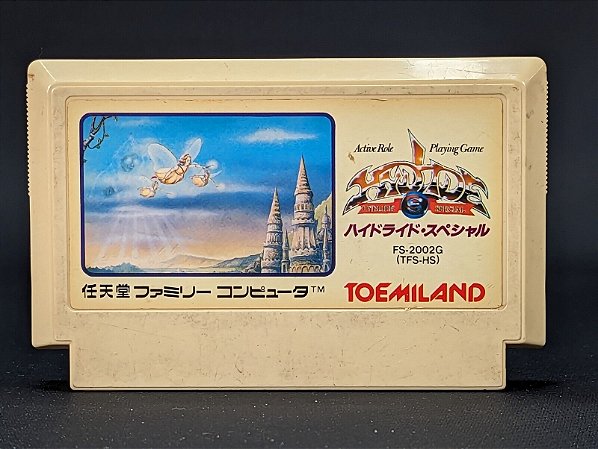 Active Role Playing Game
HYDLIDE
SPECIAL
ハイドライド・スペシャル
FS-2002G
(TFS-HS)
任天堂 ファミリー コンピュータ™
TOEMILAND